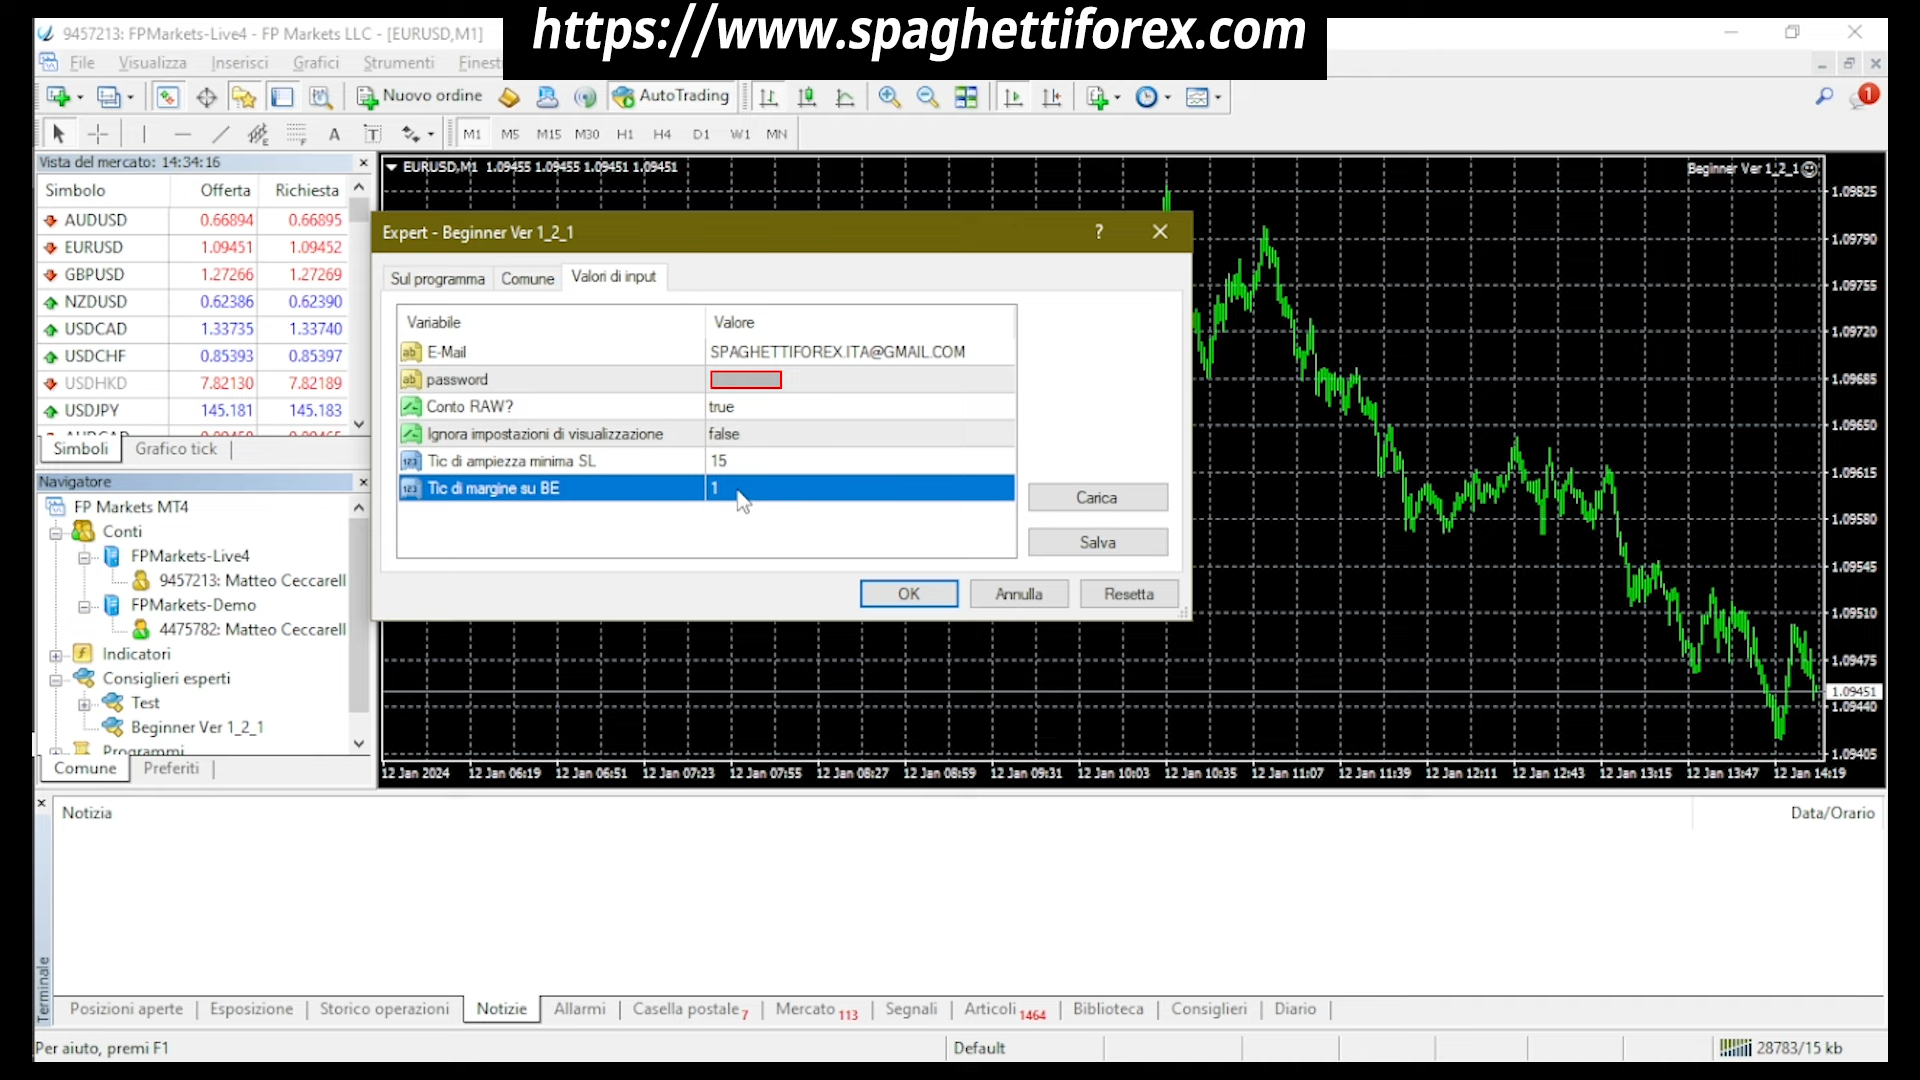 https://www.spaghettiforex.com
9457213: FPMarkets-Live4 - FP Markets LLC - [EURUSD,M1]
File Visualizza Inserisci Grafici Strumenti Finest
Nuovo ordine AutoTrading 1
A T M1 M5 M15 M30 H1 H4 D1 W1 MN
Vista del mercato: 14:34:16
Simbolo Offerta Richiesta
AUDUSD 0.66894 0.66895
EURUSD 1.09451 1.09452
GBPUSD 1.27266 1.27269
NZDUSD 0.62386 0.62390
USDCAD 1.33735 1.33740
USDCHF 0.85393 0.85397
USDHKD 7.82130 7.82189
USDJPY 145.181 145.183
Simboli Grafico tick
Navigatore
FP Markets MT4
Conti
FPMarkets-Live4
9457213: Matteo Ceccarell
FPMarkets-Demo
4475782: Matteo Ceccarell
Indicatori
Consiglieri esperti
Test
Beginner Ver 1_2_1
Programmi
Comune Preferiti
EURUSD,M1 1.09455 1.09455 1.09451 1.09451
Beginner Ver 1_2_1
1.09825
1.09790
1.09755
1.09720
1.09685
1.09650
1.09615
1.09580
1.09545
1.09510
1.09475
1.09451
1.09440
1.09405
12 Jan 2024 12 Jan 06:19 12 Jan 06:51 12 Jan 07:23 12 Jan 07:55 12 Jan 08:27 12 Jan 08:59 12 Jan 09:31 12 Jan 10:03 12 Jan 10:35 12 Jan 11:07 12 Jan 11:39 12 Jan 12:11 12 Jan 12:43 12 Jan 13:15 12 Jan 13:47 12 Jan 14:19
Expert - Beginner Ver 1_2_1
Sul programma Comune Valori di input
Variabile Valore
E-Mail SPAGHETTIFOREX.ITA@GMAIL.COM
password
Conto RAW? true
Ignora impostazioni di visualizzazione false
Tic di ampiezza minima SL 15
Tic di margine su BE 1
Carica
Salva
OK Annulla Resetta
Notizia Data/Orario
Terminale
Posizioni aperte Esposizione Storico operazioni Notizie Allarmi Casella postale 7 Mercato 113 Segnali Articoli 1464 Biblioteca Consiglieri Diario
Per aiuto, premi F1 Default 28783/15 kb